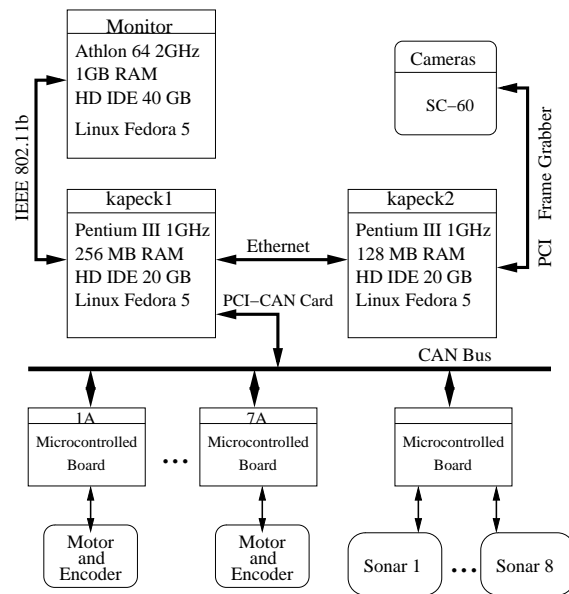 Monitor
Athlon 64 2GHz
1GB RAM
HD IDE 40 GB
Linux Fedora 5
Cameras
SC−60
IEEE 802.11b
PCI Frame Grabber
kapeck1
Pentium III 1GHz
256 MB RAM
HD IDE 20 GB
Linux Fedora 5
Ethernet
kapeck2
Pentium III 1GHz
128 MB RAM
HD IDE 20 GB
Linux Fedora 5
PCI−CAN Card
CAN Bus
1A
Microcontrolled
Board
...
7A
Microcontrolled
Board
Microcontrolled
Board
Motor
and
Encoder
Motor
and
Encoder
Sonar 1
...
Sonar 8